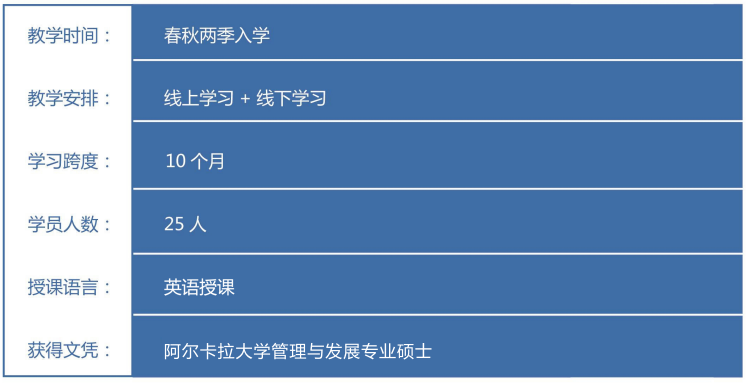 教学时间： 春秋两季入学
教学安排： 线上学习 + 线下学习
学习跨度： 10 个月
学员人数： 25 人
授课语言： 英语授课
获得文凭： 阿尔卡拉大学管理与发展专业硕士